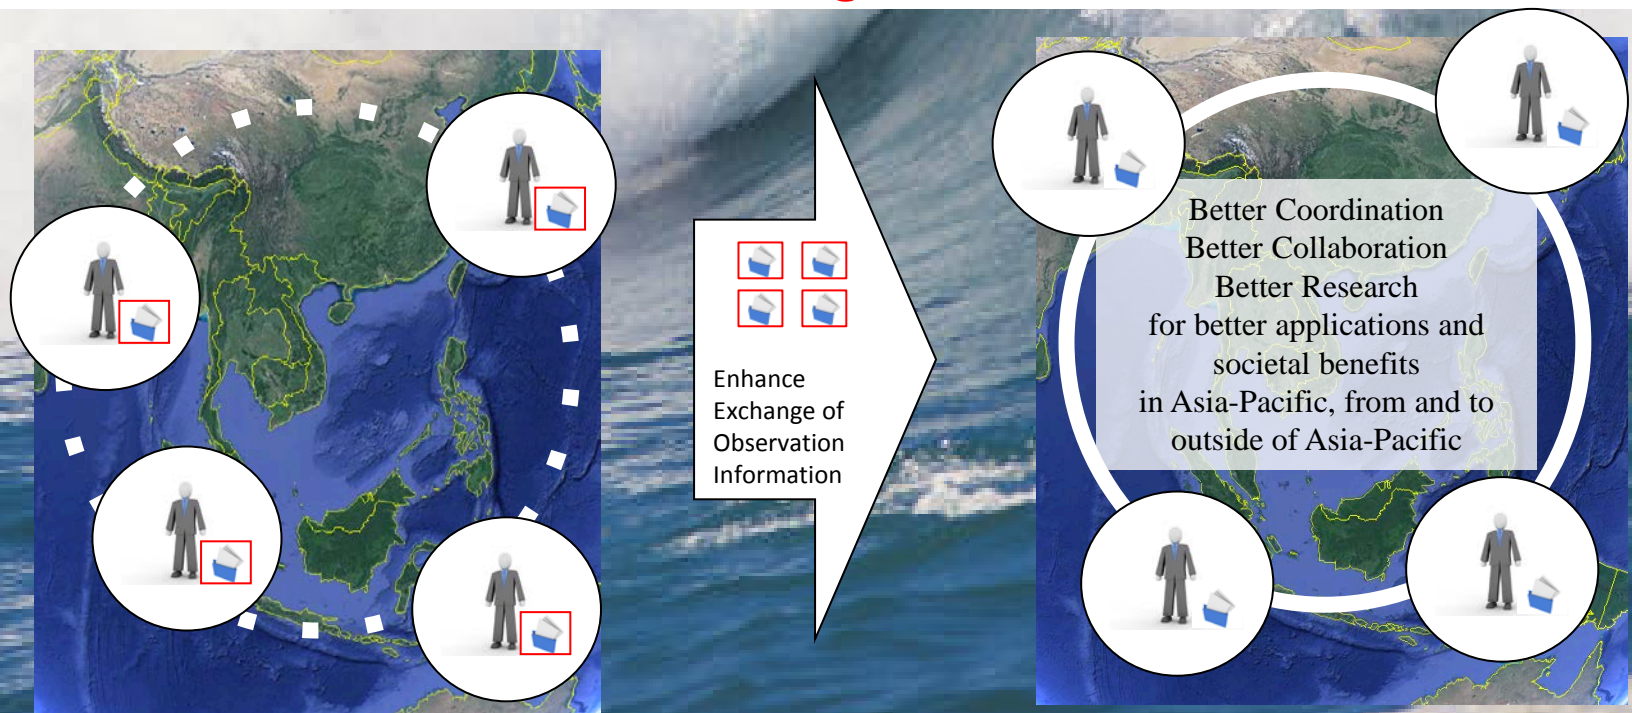 Enhance
Exchange of
Observation
Information
Better Coordination
Better Collaboration
Better Research
for better applications and
societal benefits
in Asia-Pacific, from and to
outside of Asia-Pacific